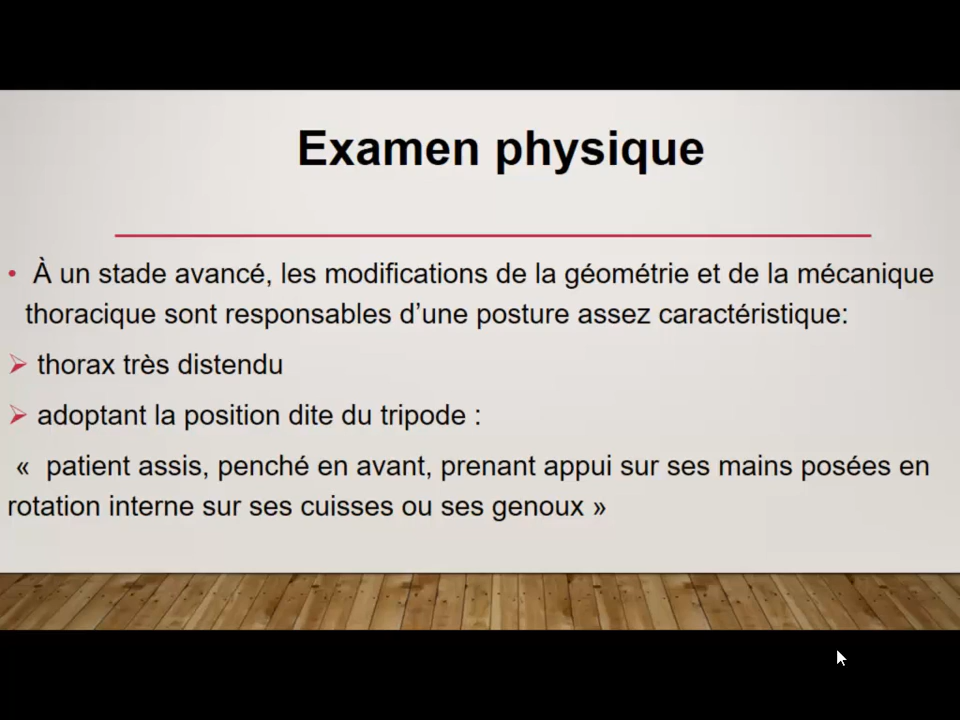 Examen physique
• À un stade avancé, les modifications de la géométrie et de la mécanique
thoracique sont responsables d’une posture assez caractéristique:
➢ thorax très distendu
➢ adoptant la position dite du tripode :
« patient assis, penché en avant, prenant appui sur ses mains posées en
rotation interne sur ses cuisses ou ses genoux »